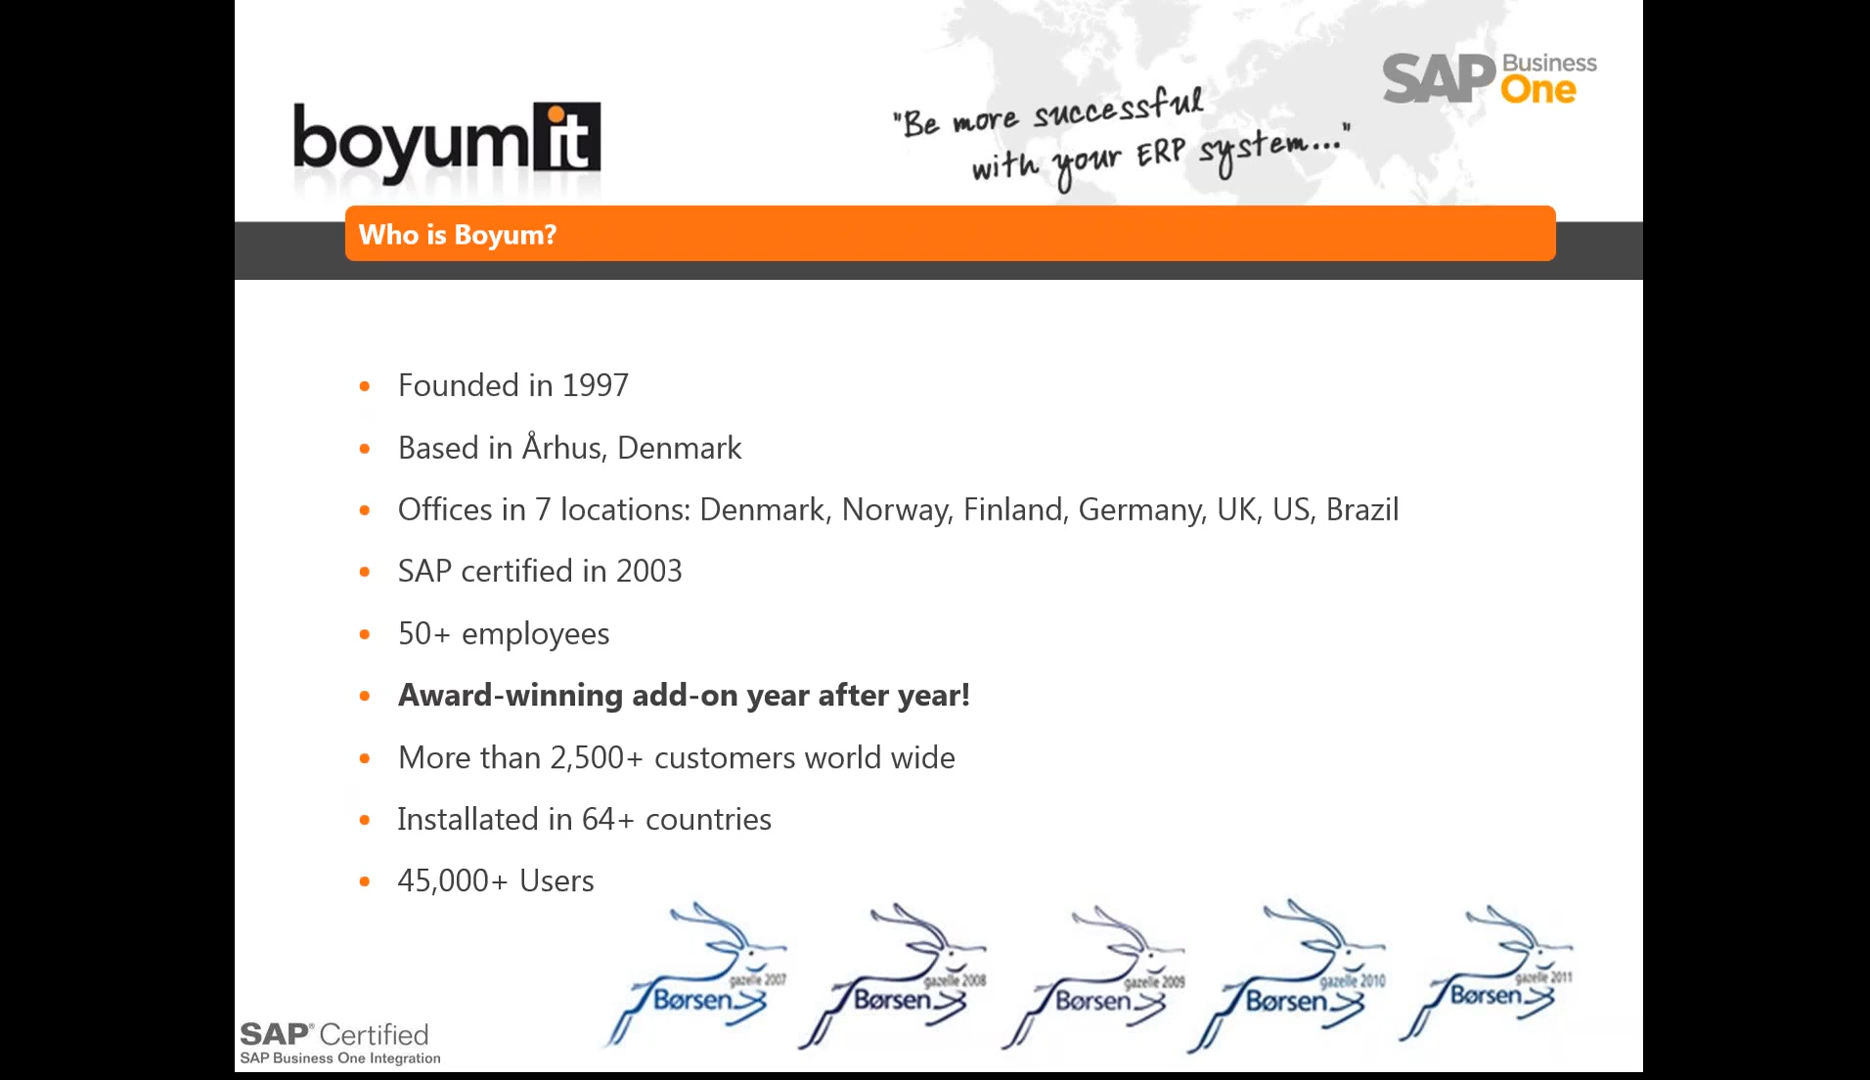 boyumit
"Be more successful
with your ERP system..."
SAP Business One
Who is Boyum?
• Founded in 1997
• Based in Århus, Denmark
• Offices in 7 locations: Denmark, Norway, Finland, Germany, UK, US, Brazil
• SAP certified in 2003
• 50+ employees
• Award-winning add-on year after year!
• More than 2,500+ customers world wide
• Installated in 64+ countries
• 45,000+ Users
gazelle 2007
Børsen
gazelle 2008
Børsen
gazelle 2009
Børsen
gazelle 2010
Børsen
gazelle 2011
Børsen
SAP® Certified
SAP Business One Integration